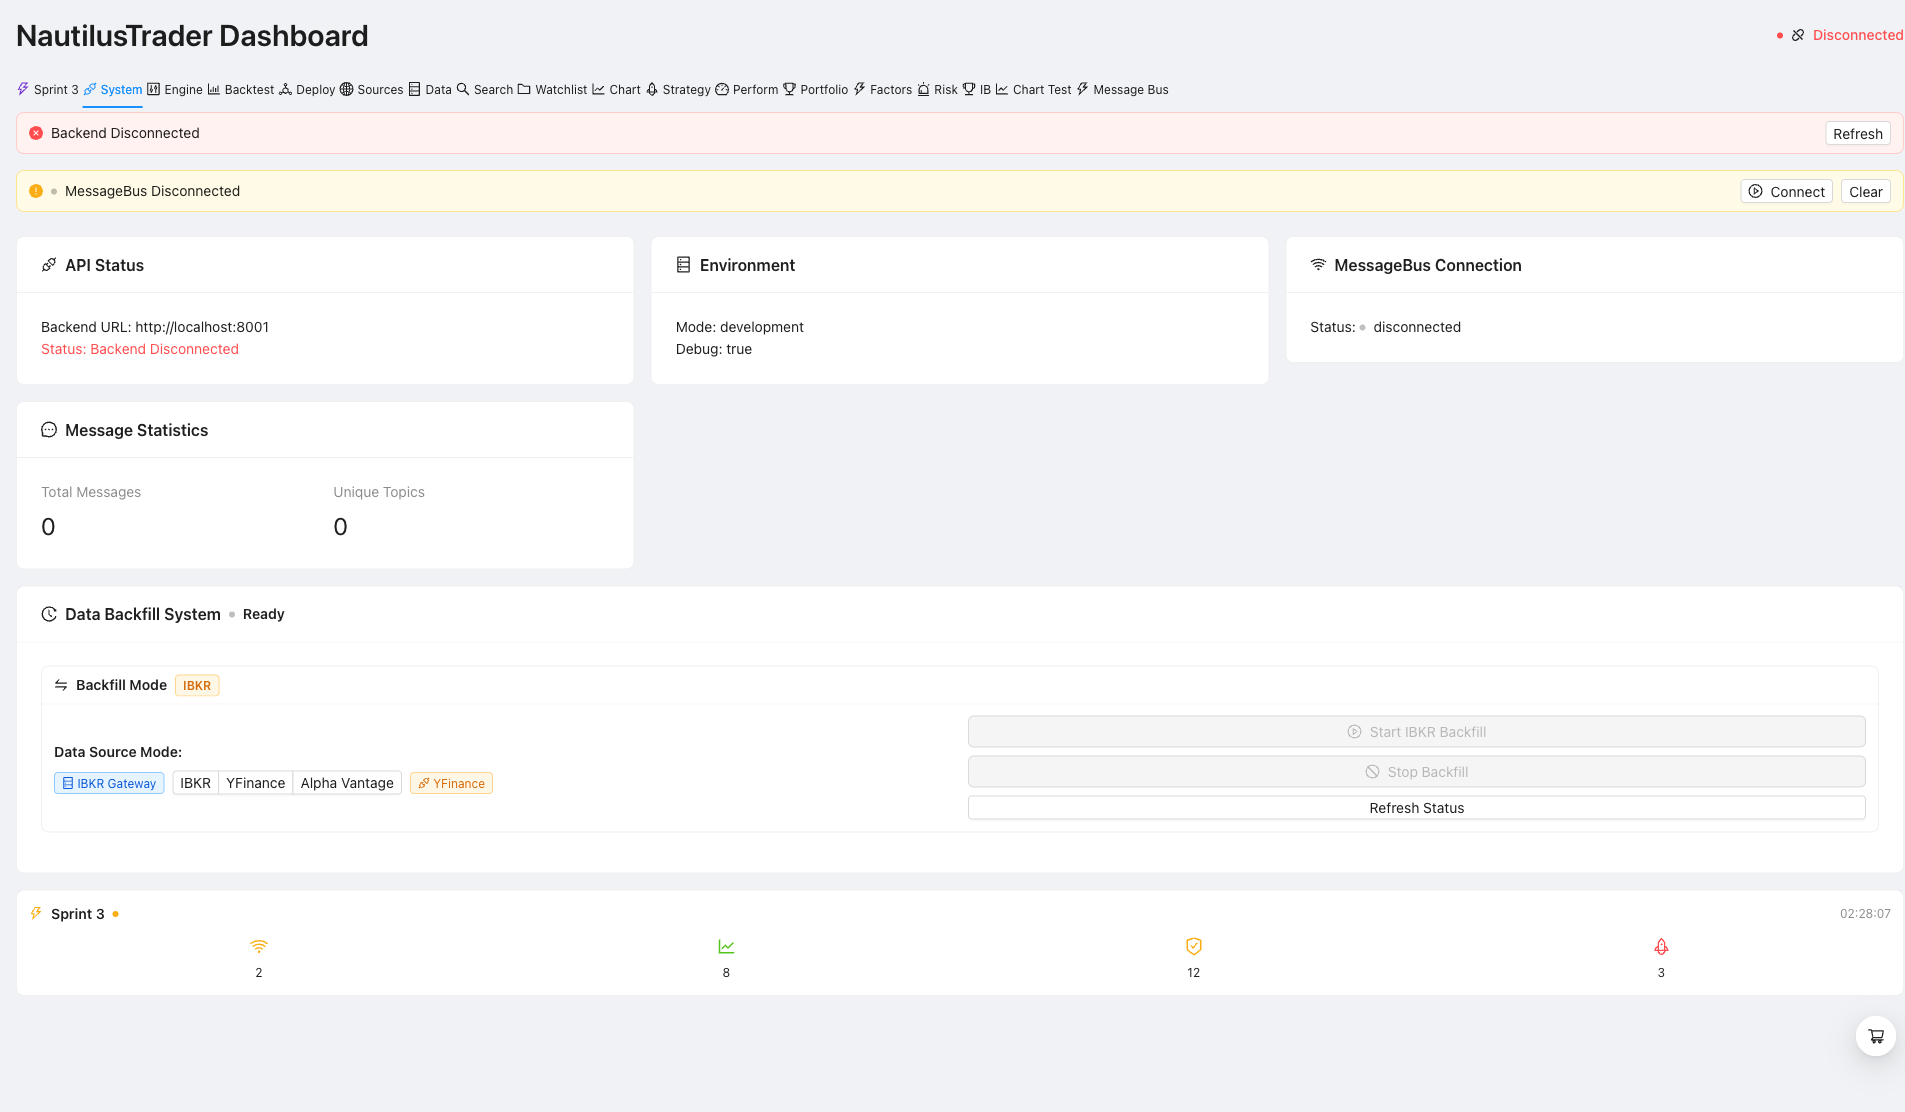 NautilusTrader Dashboard
Disconnected
Sprint 3 System Engine Backtest Deploy Sources Data Search Watchlist Chart Strategy Perform Portfolio Factors Risk IB Chart Test Message Bus
Backend Disconnected Refresh
MessageBus Disconnected Connect Clear
API Status
Backend URL: http://localhost:8001
Status: Backend Disconnected
Environment
Mode: development
Debug: true
MessageBus Connection
Status: disconnected
Message Statistics
Total Messages Unique Topics
0 0
Data Backfill System Ready
Backfill Mode IBKR
Data Source Mode:
IBKR Gateway IBKR YFinance Alpha Vantage YFinance
Start IBKR Backfill
Stop Backfill
Refresh Status
Sprint 3 02:28:07
2 8 12 3